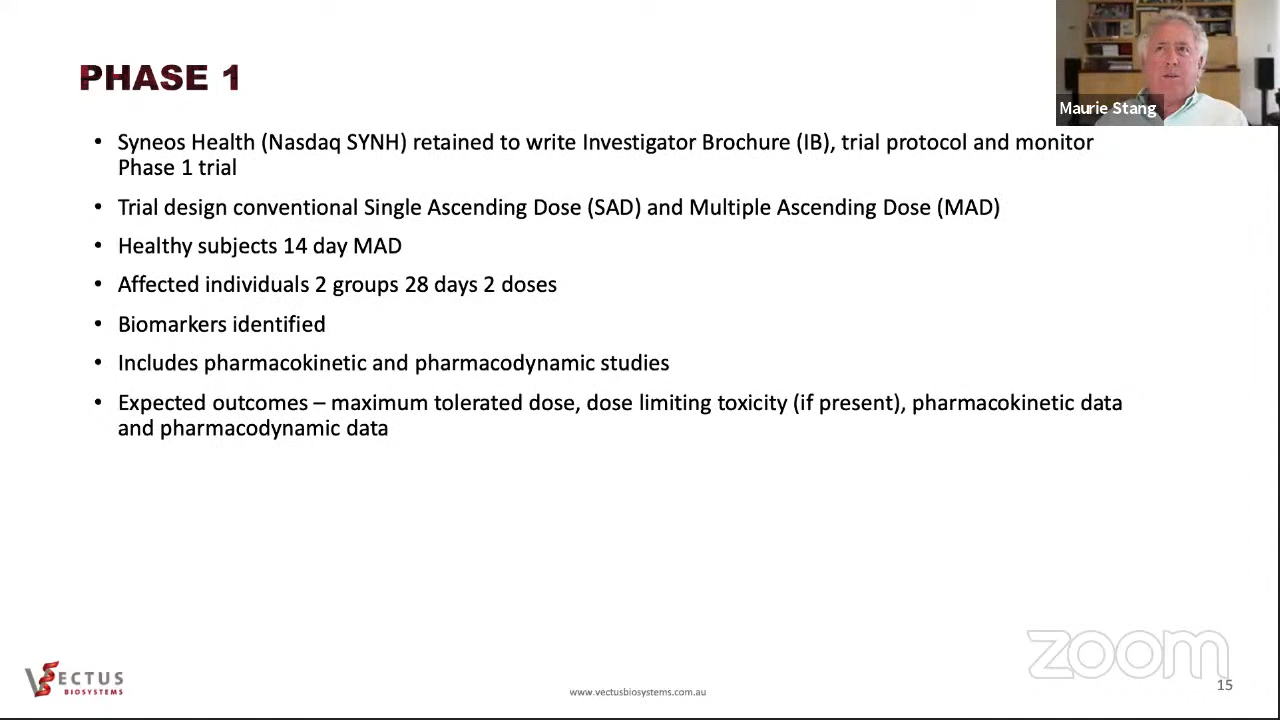 PHASE 1
Maurie Stang
• Syneos Health (Nasdaq SYNH) retained to write Investigator Brochure (IB), trial protocol and monitor
Phase 1 trial
• Trial design conventional Single Ascending Dose (SAD) and Multiple Ascending Dose (MAD)
• Healthy subjects 14 day MAD
• Affected individuals 2 groups 28 days 2 doses
• Biomarkers identified
• Includes pharmacokinetic and pharmacodynamic studies
• Expected outcomes – maximum tolerated dose, dose limiting toxicity (if present), pharmacokinetic data
and pharmacodynamic data
zoom
VECTUS
BIOSYSTEMS
www.vectusbiosystems.com.au
15